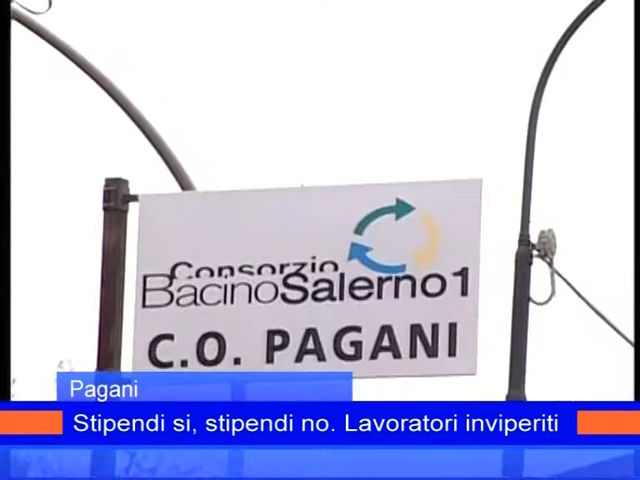 Consorzio
BacinoSalerno1
C.O. PAGANI
Pagani
Stipendi si, stipendi no. Lavoratori inviperiti